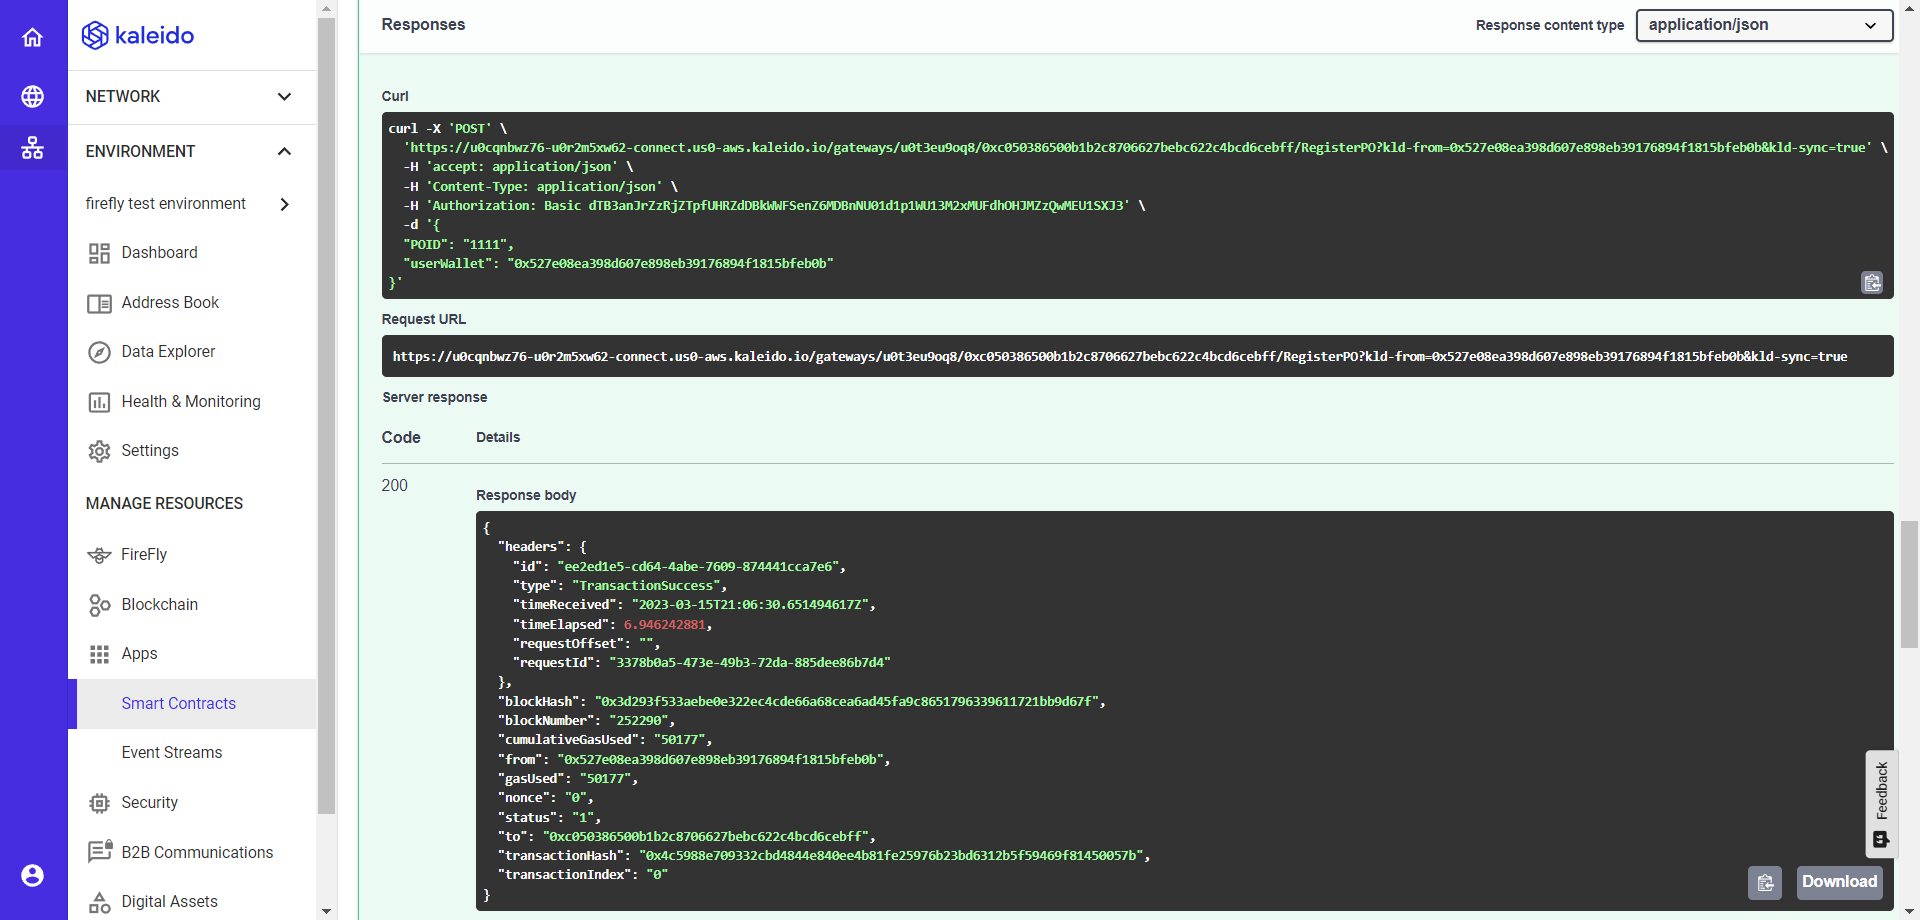 kaleido
NETWORK
ENVIRONMENT
firefly test environment
Dashboard
Address Book
Data Explorer
Health & Monitoring
Settings
MANAGE RESOURCES
FireFly
Blockchain
Apps
Smart Contracts
Event Streams
Security
B2B Communications
Digital Assets
Responses
Response content type
application/json
Curl
curl -X 'POST' \
'https://u0cqnbwz76-u0r2m5xw62-connect.us0-aws.kaleido.io/gateways/u0t3eu9oq8/0xc050386500b1b2c8706627bebc622c4bcd6cebff/RegisterPO?kld-from=0x527e08ea398d607e898eb39176894f1815bfeb0b&kld-sync=true' \
-H 'accept: application/json' \
-H 'Content-Type: application/json' \
-H 'Authorization: Basic dTB3anJrZzRjZTpfUHRZdDBkWWFSenZ6MDBnNU01d1p1WU13M2xMUFdhOHJMZzQwMEU1SXJ3' \
-d '{
"POID": "1111",
"userWallet": "0x527e08ea398d607e898eb39176894f1815bfeb0b"
}'
Request URL
https://u0cqnbwz76-u0r2m5xw62-connect.us0-aws.kaleido.io/gateways/u0t3eu9oq8/0xc050386500b1b2c8706627bebc622c4bcd6cebff/RegisterPO?kld-from=0x527e08ea398d607e898eb39176894f1815bfeb0b&kld-sync=true
Server response
Code
Details
200
Response body
{
"headers": {
"id": "ee2ed1e5-cd64-4abe-7609-874441cca7e6",
"type": "TransactionSuccess",
"timeReceived": "2023-03-15T21:06:30.651494617Z",
"timeElapsed": 6.946242881,
"requestOffset": "",
"requestId": "3378b0a5-473e-49b3-72da-885dee86b7d4"
},
"blockHash": "0x3d293f533aebe0e322ec4cde66a68cea6ad45fa9c8651796339611721bb9d67f",
"blockNumber": "252290",
"cumulativeGasUsed": "50177",
"from": "0x527e08ea398d607e898eb39176894f1815bfeb0b",
"gasUsed": "50177",
"nonce": "0",
"status": "1",
"to": "0xc050386500b1b2c8706627bebc622c4bcd6cebff",
"transactionHash": "0x4c5988e709332cbd4844e840ee4b81fe25976b23bd6312b5f59469f81450057b",
"transactionIndex": "0"
}
Download
Feedback